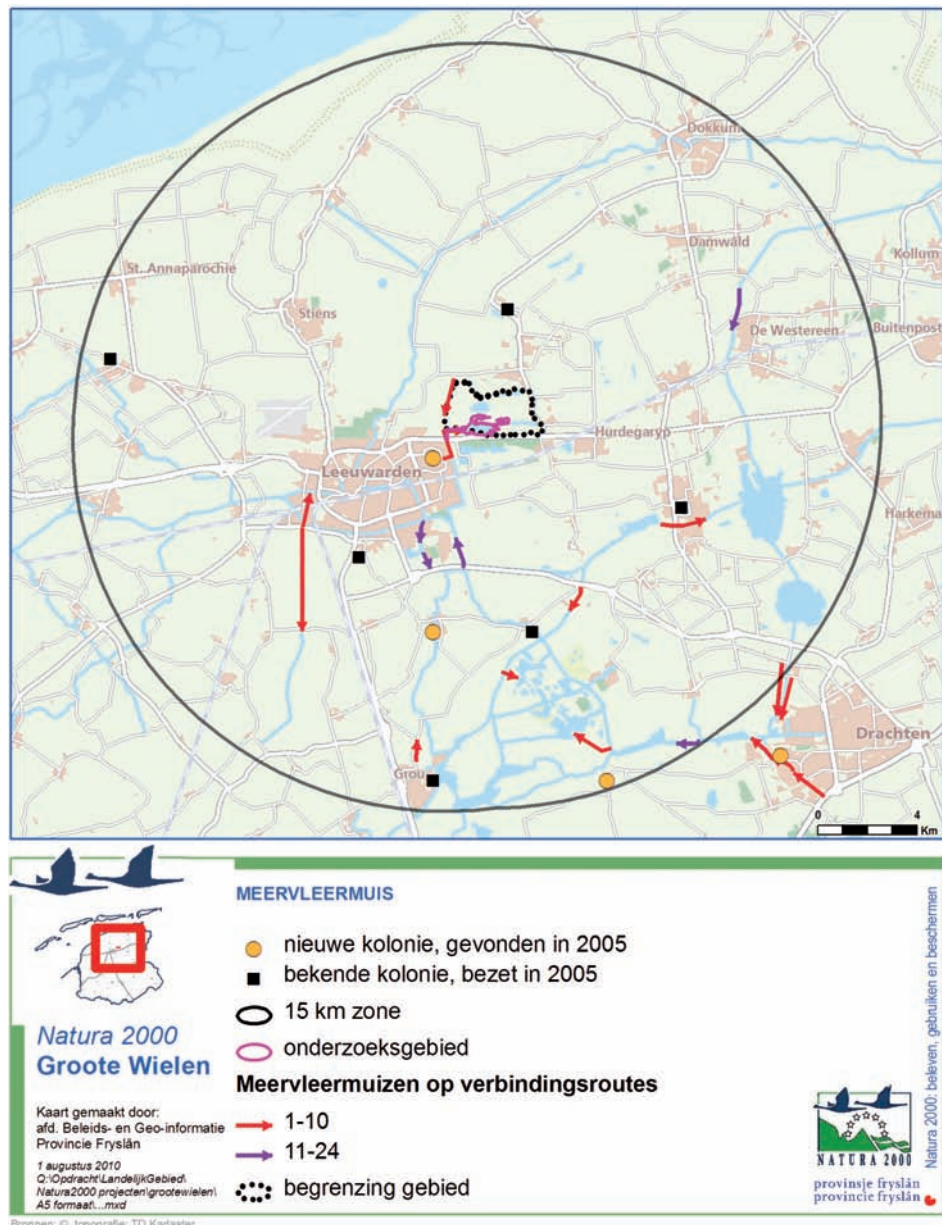 Dokkum
Damwâld
Kollum
St. Annaparochie
Stiens
De Westereen
Buitenpost
Hurdegaryp
Leeuwarden
Harkema
Drachten
Grou
0 4
Km
MEERVLEERMUIS
nieuwe kolonie, gevonden in 2005
bekende kolonie, bezet in 2005
15 km zone
onderzoeksgebied
Meervleermuizen op verbindingsroutes
1-10
11-24
begrenzing gebied
Natura 2000
Groote Wielen
Kaart gemaakt door:
afd. Beleids- en Geo-informatie
Provincie Fryslân
1 augustus 2010
Q:\Opdracht\LandelijkGebied\
Natura2000 projecten\grootewielen\
A5 formaat\...mxd
Natura 2000: beleven, gebruiken en beschermen
NATURA 2000
provinsje fryslân
provincie fryslân
Bronnen: © Topografie: TD Kadaster